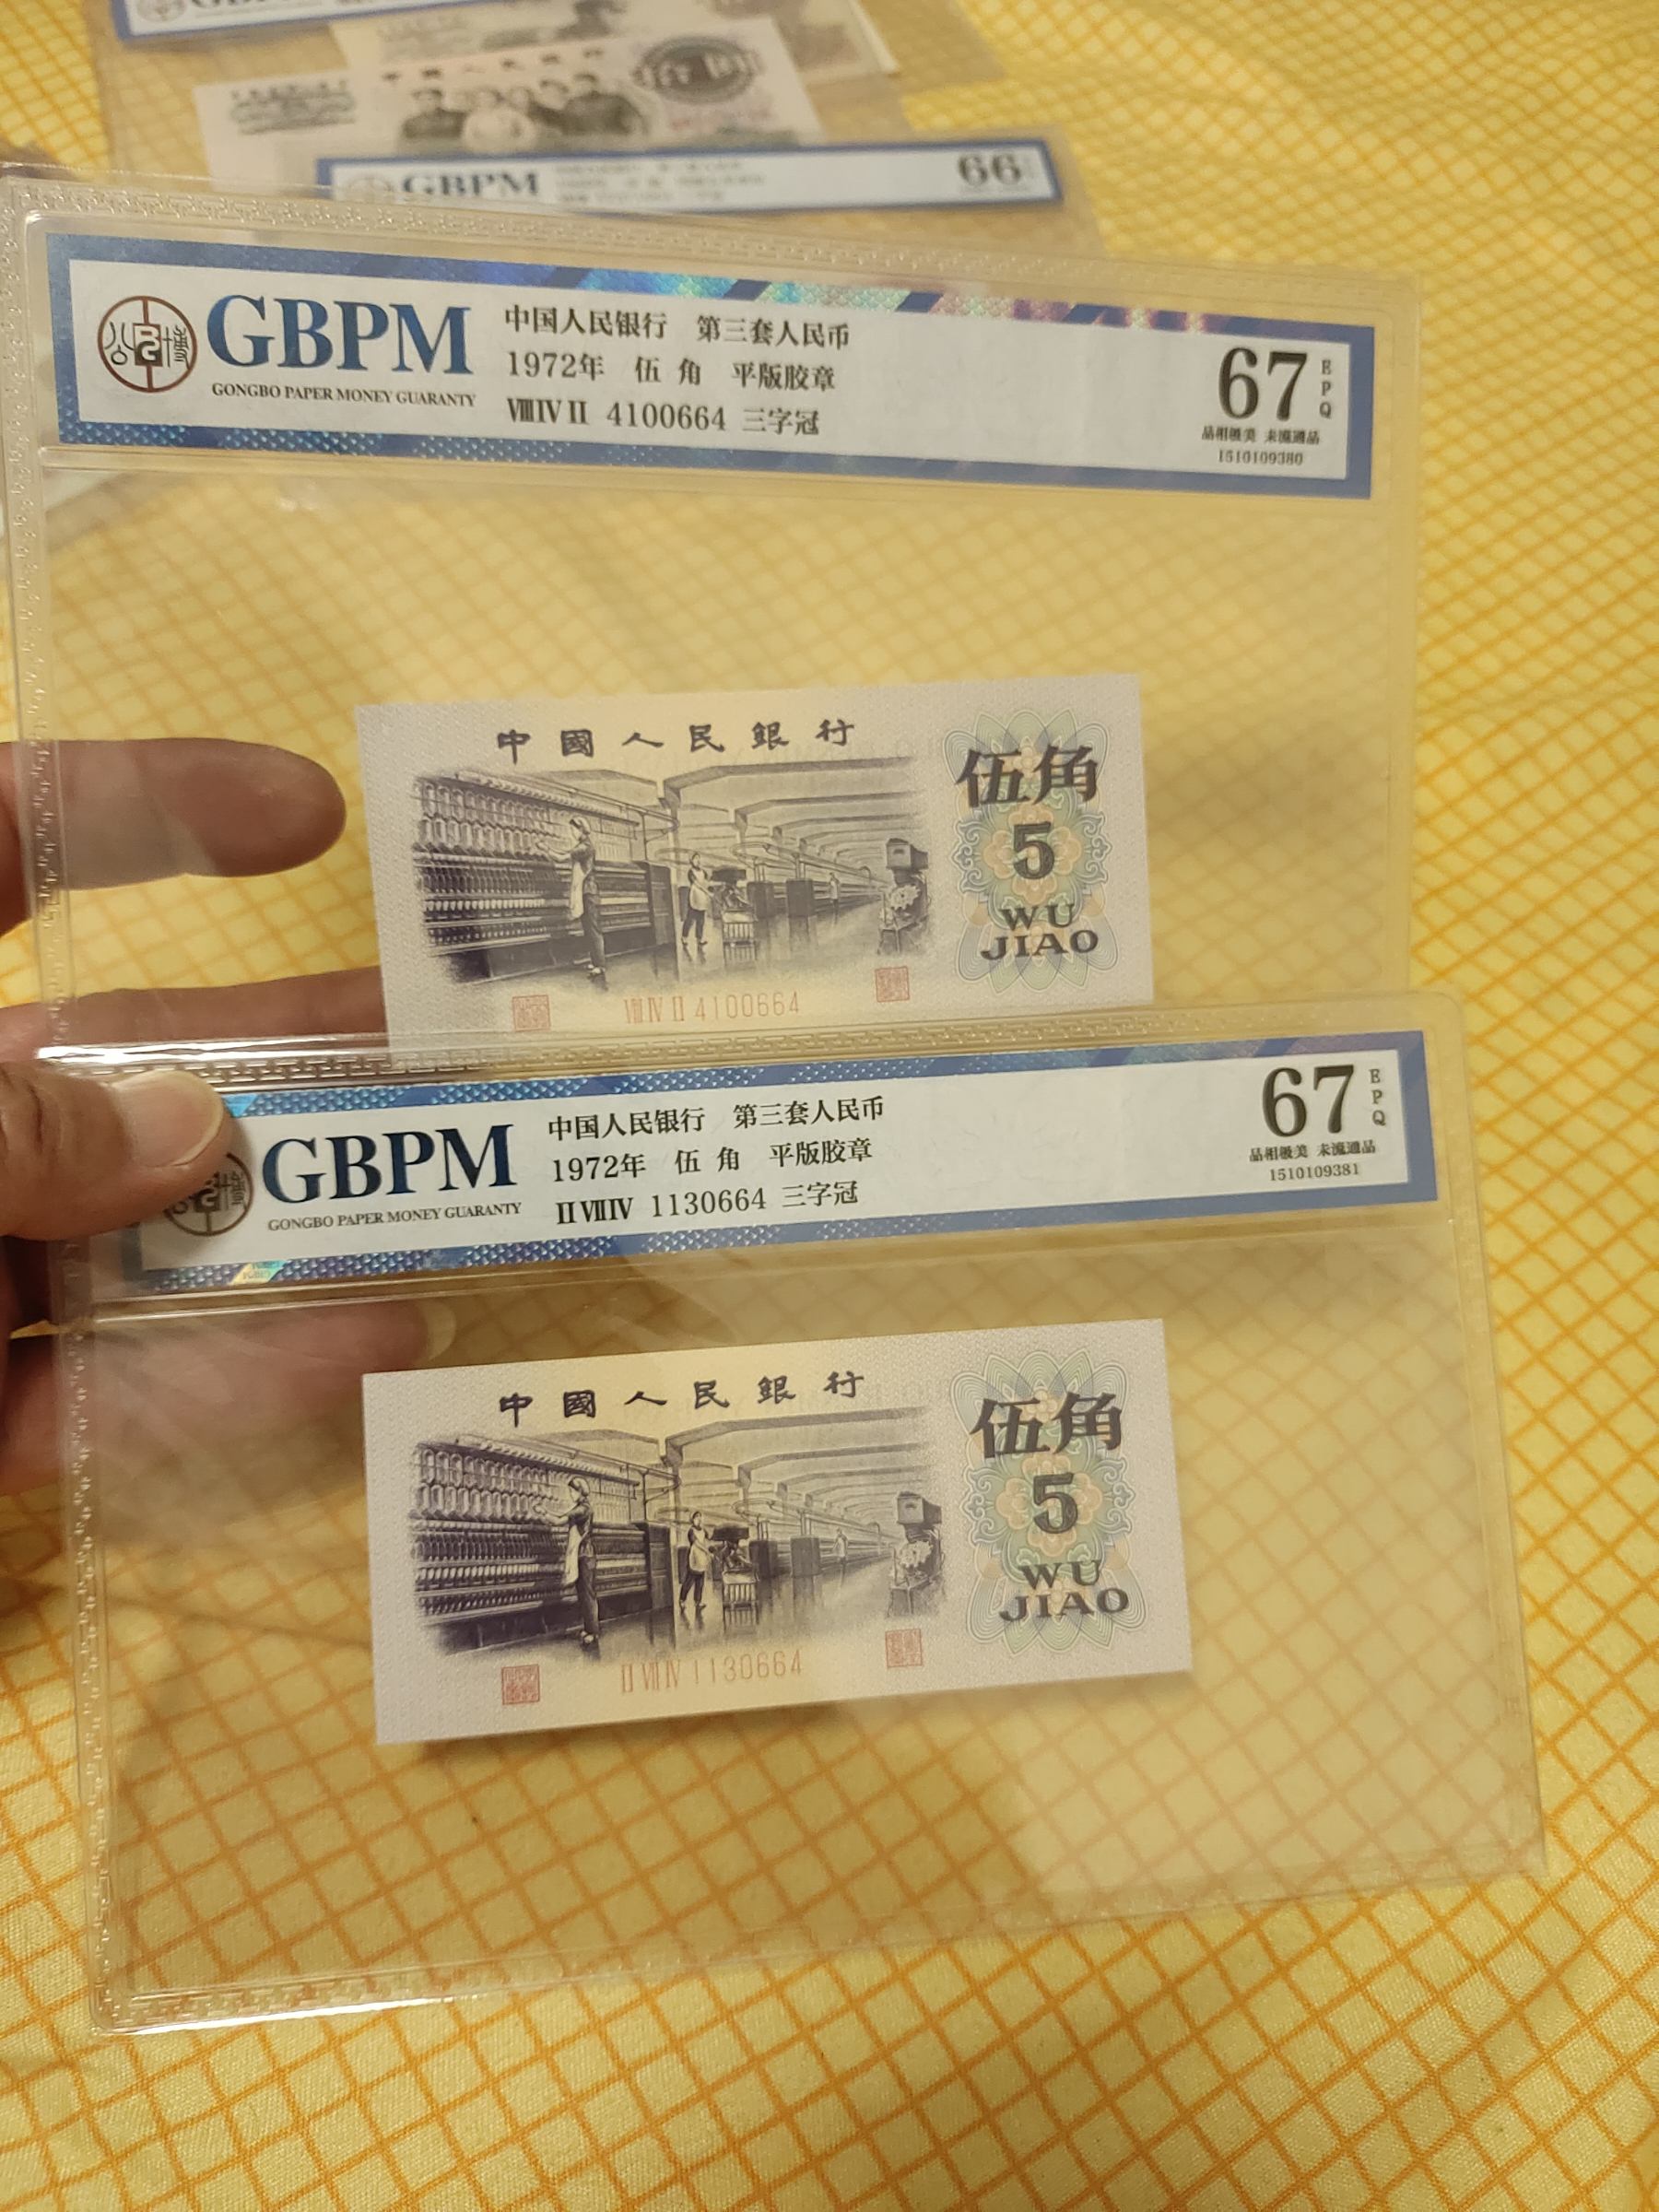 中國人民
GBPM
66
公博
GBPM
GONGBO PAPER MONEY GUARANTY
中国人民银行 第三套人民币
1972年 伍 角 平版胶章
ⅧⅣⅡ 4100664 三字冠
67
EPQ
品相极美 未流通品
1510109380
中國人民銀行
伍角
5
WU
JIAO
ⅧⅣⅡ 4100664
GBPM
GONGBO PAPER MONEY GUARANTY
中国人民银行 第三套人民币
1972年 伍 角 平版胶章
ⅡⅧⅣ 1130664 三字冠
67
EPQ
品相极美 未流通品
1510109381
中國人民銀行
伍角
5
WU
JIAO
ⅡⅧⅣ 1130664